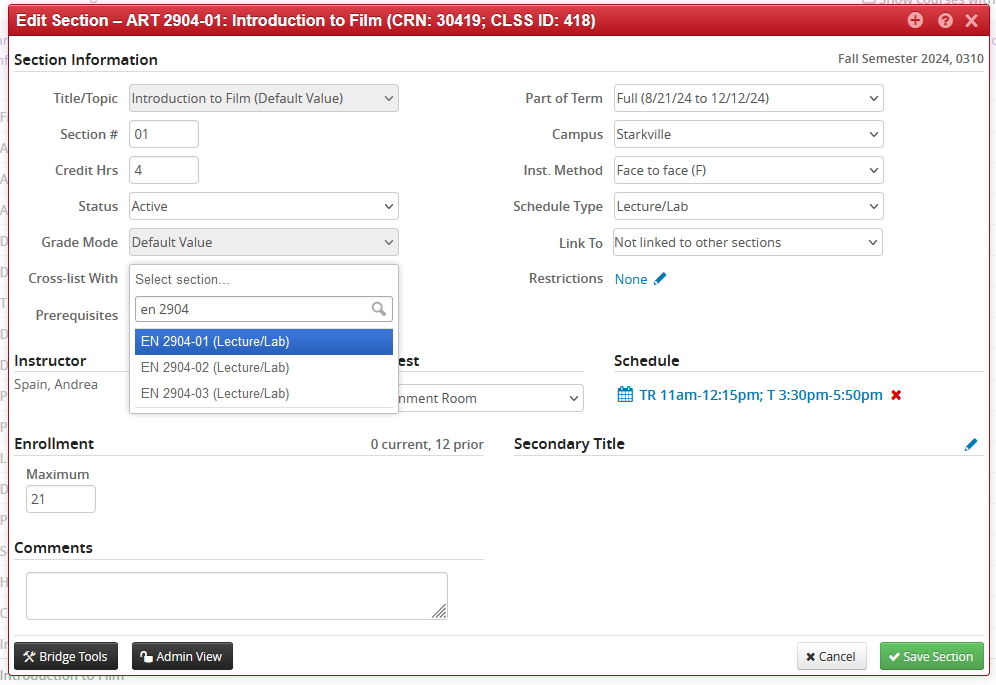 Edit Section – ART 2904-01: Introduction to Film (CRN: 30419; CLSS ID: 418)
Section Information
Fall Semester 2024, 0310
Title/Topic Introduction to Film (Default Value)
Part of Term Full (8/21/24 to 12/12/24)
Section # 01
Campus Starkville
Credit Hrs 4
Inst. Method Face to face (F)
Status Active
Schedule Type Lecture/Lab
Grade Mode Default Value
Link To Not linked to other sections
Cross-list With Select section...
Restrictions None
en 2904
Prerequisites
EN 2904-01 (Lecture/Lab)
EN 2904-02 (Lecture/Lab)
EN 2904-03 (Lecture/Lab)
Instructor
est
Schedule
Spain, Andrea
nment Room
TR 11am-12:15pm; T 3:30pm-5:50pm
Enrollment
0 current, 12 prior
Secondary Title
Maximum
21
Comments
Bridge Tools
Admin View
Cancel
Save Section
Introduction to Film